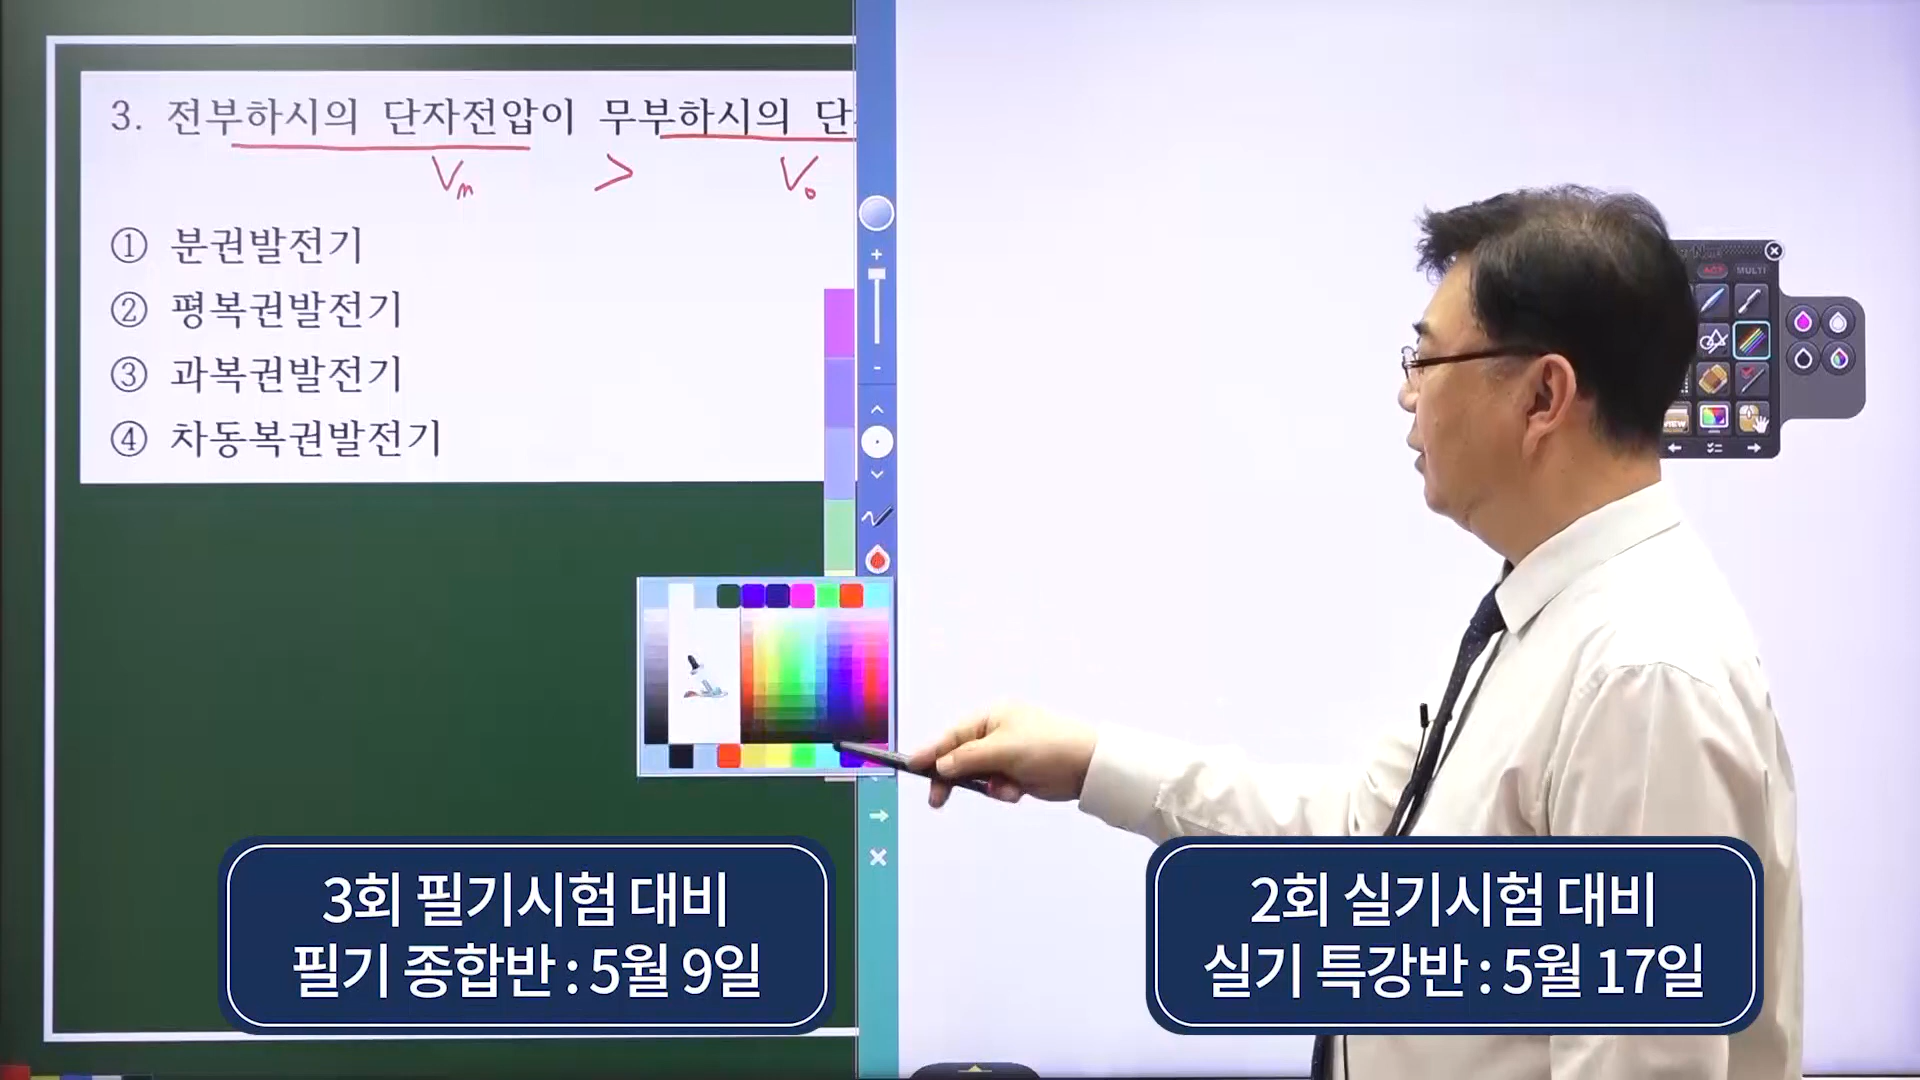 3. 전부하시의 단자전압이 무부하시의 단
Vn > Vo
① 분권발전기
② 평복권발전기
③ 과복권발전기
④ 차동복권발전기
ACT MULTI
3회 필기시험 대비
필기 종합반 : 5월 9일
2회 실기시험 대비
실기 특강반 : 5월 17일